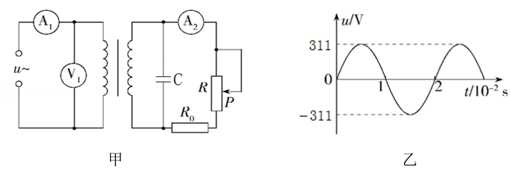 A₁
A₂
u~
V₁
C
R
P
R₀
甲
u/V
311
0
1
2
t/10⁻² s
−311
乙